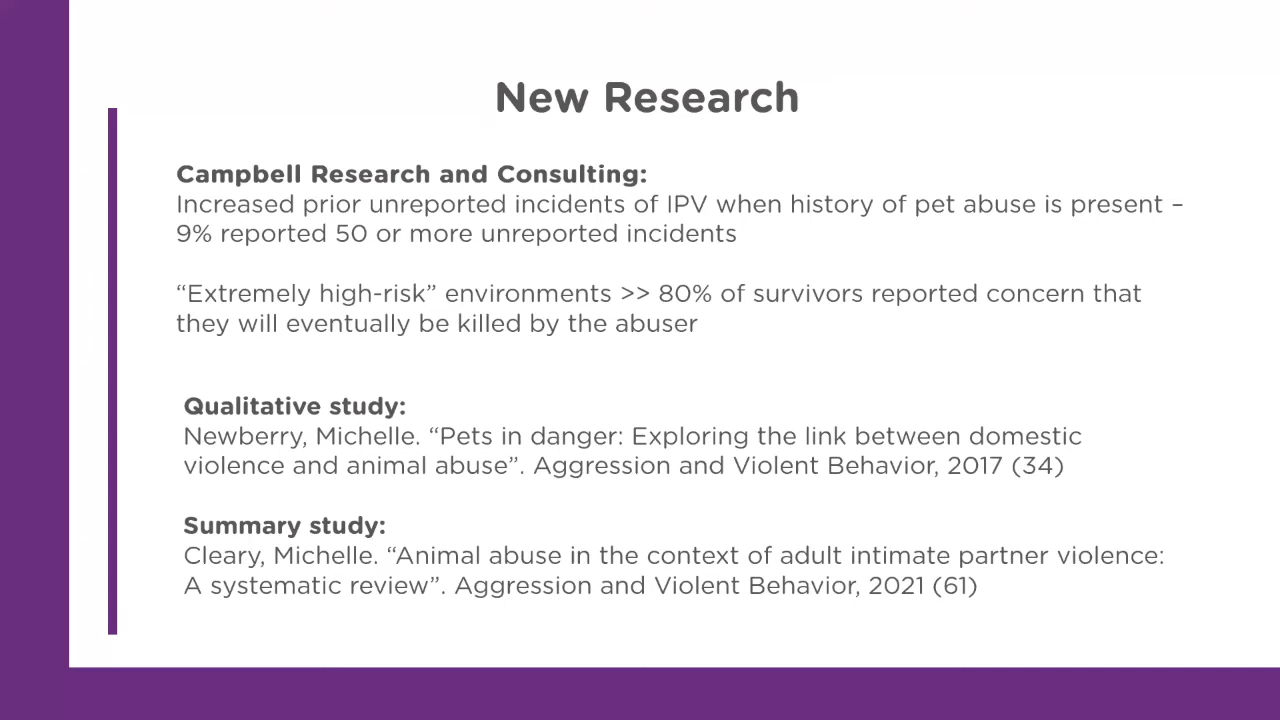 New Research
Campbell Research and Consulting:
Increased prior unreported incidents of IPV when history of pet abuse is present –
9% reported 50 or more unreported incidents
“Extremely high-risk” environments >> 80% of survivors reported concern that
they will eventually be killed by the abuser
Qualitative study:
Newberry, Michelle. “Pets in danger: Exploring the link between domestic
violence and animal abuse”. Aggression and Violent Behavior, 2017 (34)
Summary study:
Cleary, Michelle. “Animal abuse in the context of adult intimate partner violence:
A systematic review”. Aggression and Violent Behavior, 2021 (61)